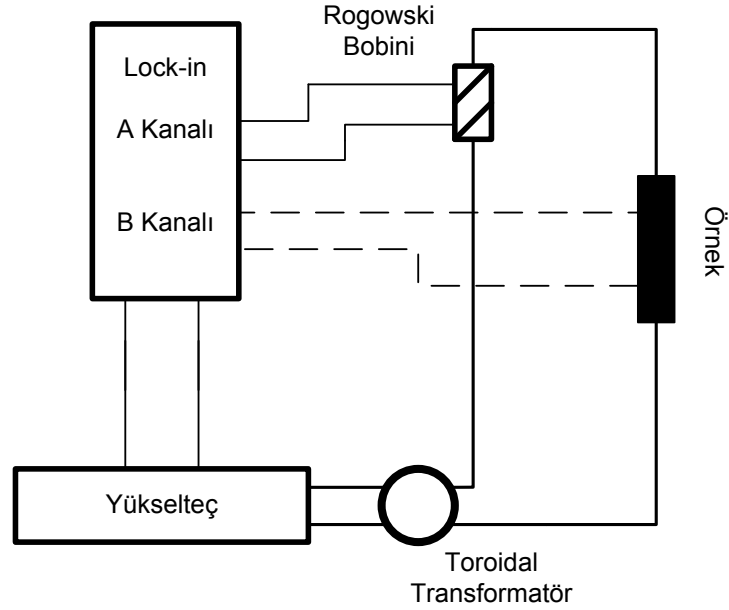 Rogowski
Bobini
Lock-in
A Kanalı
B Kanalı
Örnek
Yükselteç
Toroidal
Transformatör